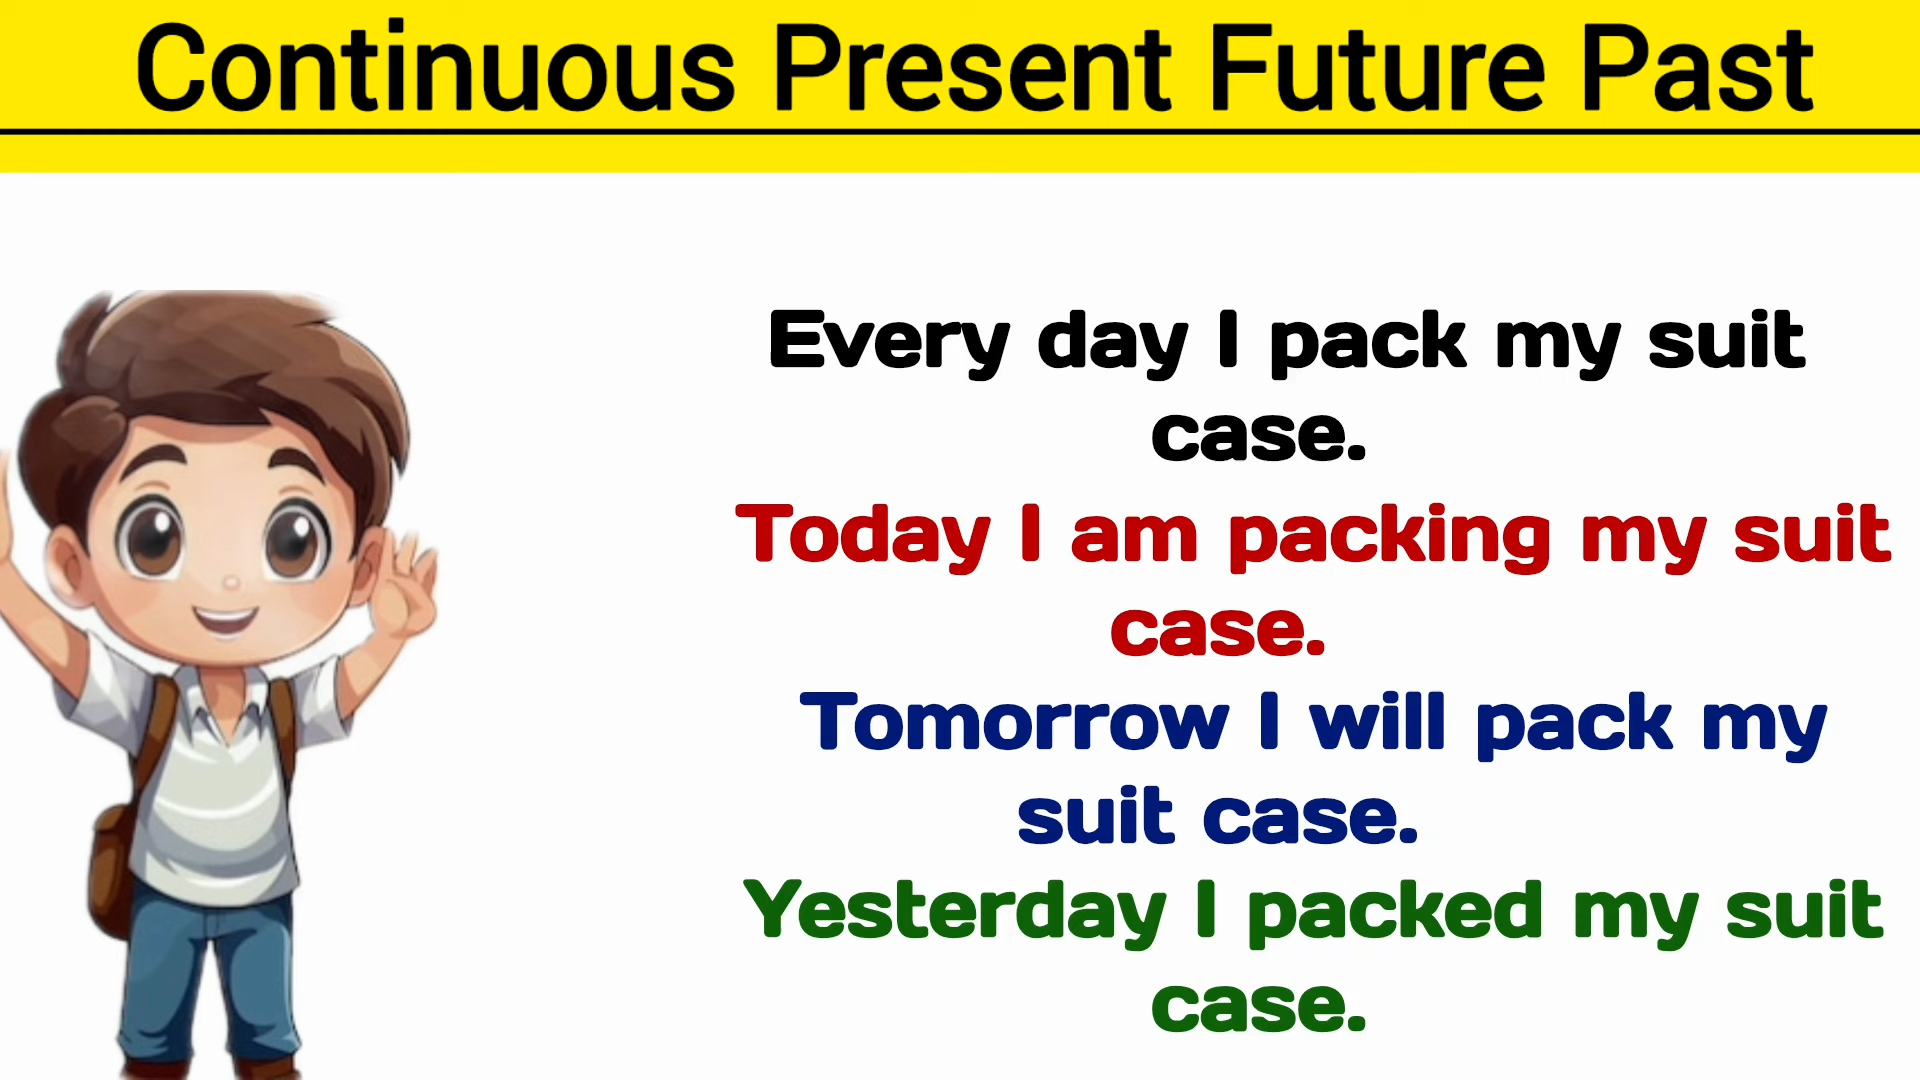 Continuous Present Future Past
Every day I pack my suit
case.
Today I am packing my suit
case.
Tomorrow I will pack my
suit case.
Yesterday I packed my suit
case.